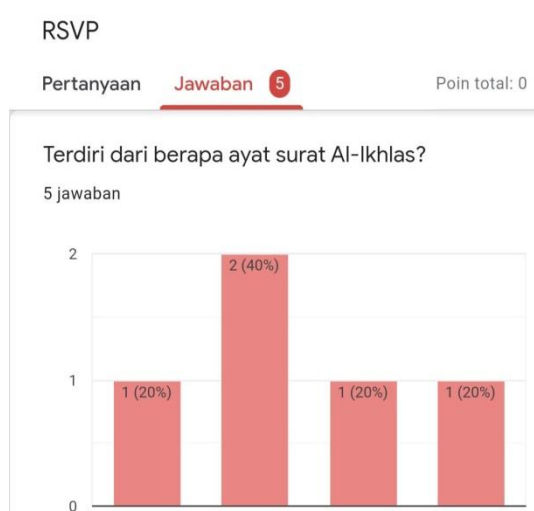 RSVP
Pertanyaan Jawaban 5 Poin total: 0
Terdiri dari berapa ayat surat Al-Ikhlas?
5 jawaban
2
2 (40%)
1
1 (20%) 1 (20%) 1 (20%)
0